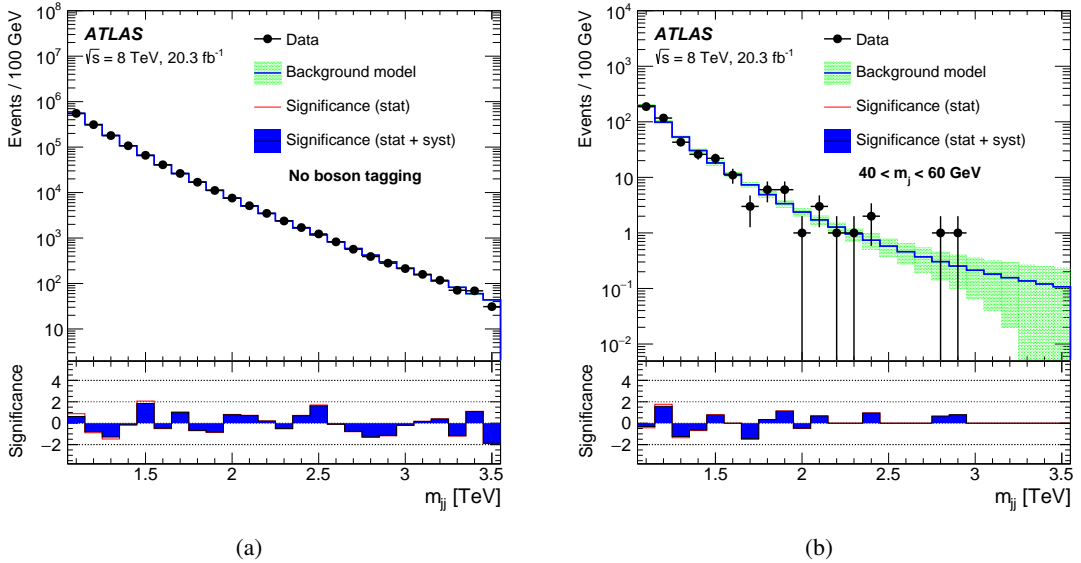 Events / 100 GeV
10⁸
10⁷
10⁶
10⁵
10⁴
10³
10²
10
ATLAS
√s = 8 TeV, 20.3 fb⁻¹
Data
Background model
Significance (stat)
Significance (stat + syst)
No boson tagging
Significance
4
2
0
−2
1.5 2 2.5 3 3.5
m_jj [TeV]
(a)
Events / 100 GeV
10⁴
10³
10²
10
1
10⁻¹
10⁻²
ATLAS
√s = 8 TeV, 20.3 fb⁻¹
Data
Background model
Significance (stat)
Significance (stat + syst)
40 < m_j < 60 GeV
Significance
4
2
0
−2
1.5 2 2.5 3 3.5
m_jj [TeV]
(b)